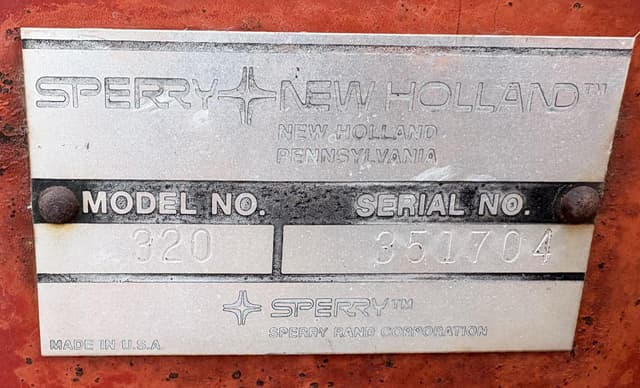 SPERRY NEW HOLLAND™
NEW HOLLAND
PENNSYLVANIA
MODEL NO. SERIAL NO.
320 351704
SPERRY™
SPERRY RAND CORPORATION
MADE IN U.S.A